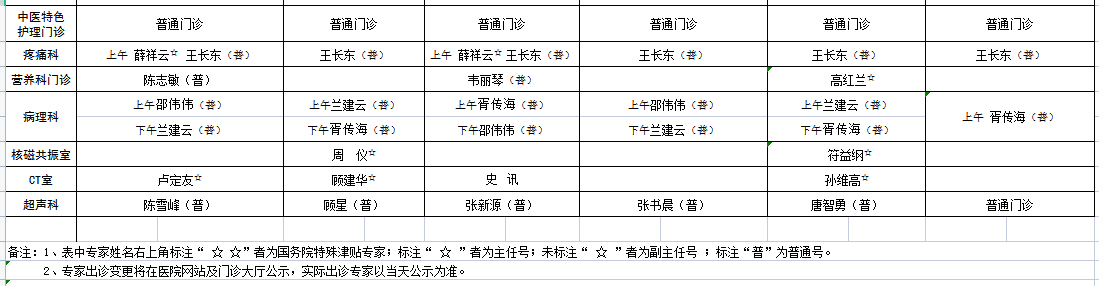 中医特色
护理门诊 普通门诊 普通门诊 普通门诊 普通门诊 普通门诊 普通门诊
疼痛科 上午 薛祥云☆ 王长东（普） 王长东（普） 上午 薛祥云☆ 王长东（普） 王长东（普） 王长东（普） 王长东（普）
营养科门诊 陈志敏（普） 韦丽琴（普） 高红兰☆
病理科 上午邵伟伟（普） 上午兰建云（普） 上午胥传海（普） 上午邵伟伟（普） 上午兰建云（普） 上午 胥传海（普）
下午兰建云（普） 下午胥传海（普） 下午邵伟伟（普） 下午兰建云（普） 下午胥传海（普）
核磁共振室 周 仪☆ 符益纲☆
CT室 卢定友☆ 顾建华☆ 史 讯 孙维高☆
超声科 陈雪峰（普） 顾星（普） 张新源（普） 张书晨（普） 唐智勇（普） 普通门诊
备注：1、表中专家姓名右上角标注“ ☆ ☆”者为国务院特殊津贴专家；标注“ ☆ ”者为主任号；未标注“ ☆ ”者为副主任号 ；标注“普”为普通号。
2、专家出诊变更将在医院网站及门诊大厅公示，实际出诊专家以当天公示为准。